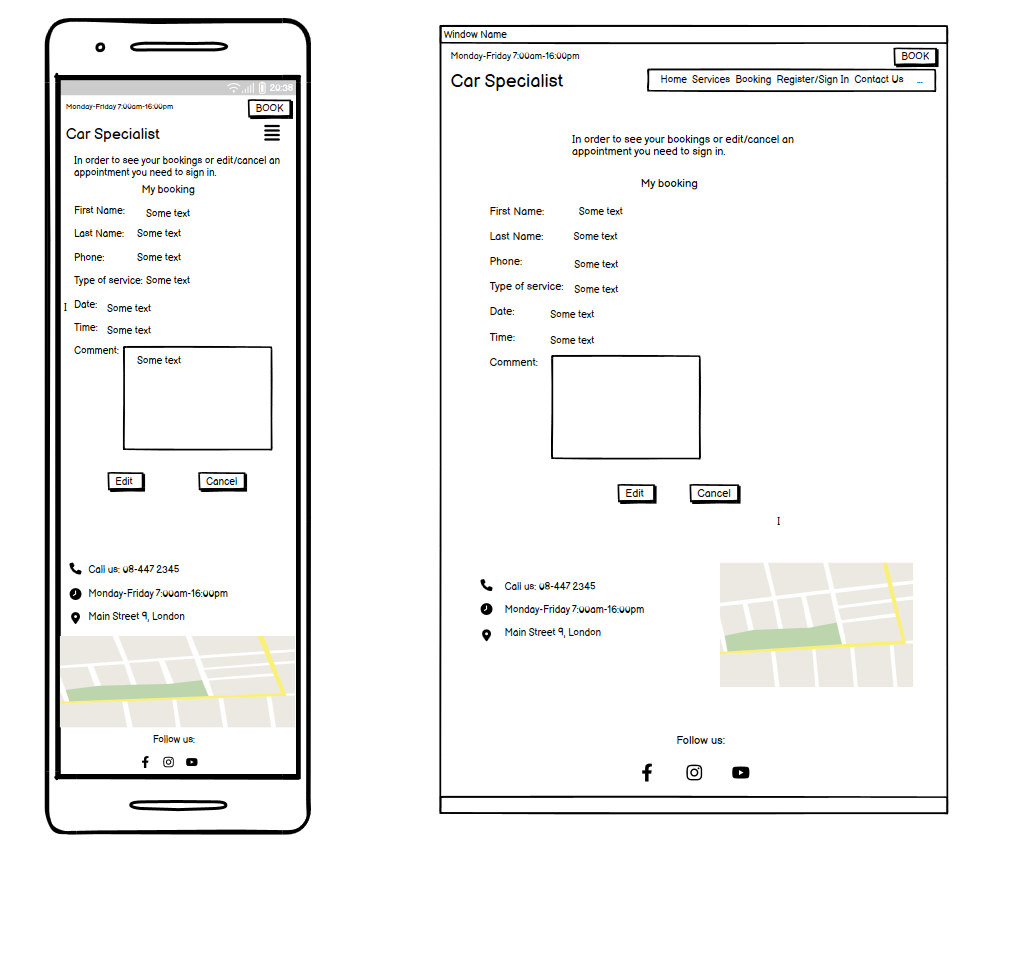 20:38
Monday-Friday 7:00am-16:00pm
BOOK
Car Specialist
In order to see your bookings or edit/cancel an
appointment you need to sign in.
My booking
First Name: Some text
Last Name: Some text
Phone: Some text
Type of service: Some text
Date: Some text
Time: Some text
Comment: Some text
Edit Cancel
Call us: 08-447 2345
Monday-Friday 7:00am-16:00pm
Main Street 9, London
Follow us:
Window Name
Monday-Friday 7:00am-16:00pm
BOOK
Car Specialist
Home Services Booking Register/Sign In Contact Us ...
In order to see your bookings or edit/cancel an
appointment you need to sign in.
My booking
First Name: Some text
Last Name: Some text
Phone: Some text
Type of service: Some text
Date: Some text
Time: Some text
Comment:
Edit Cancel
Call us: 08-447 2345
Monday-Friday 7:00am-16:00pm
Main Street 9, London
Follow us: